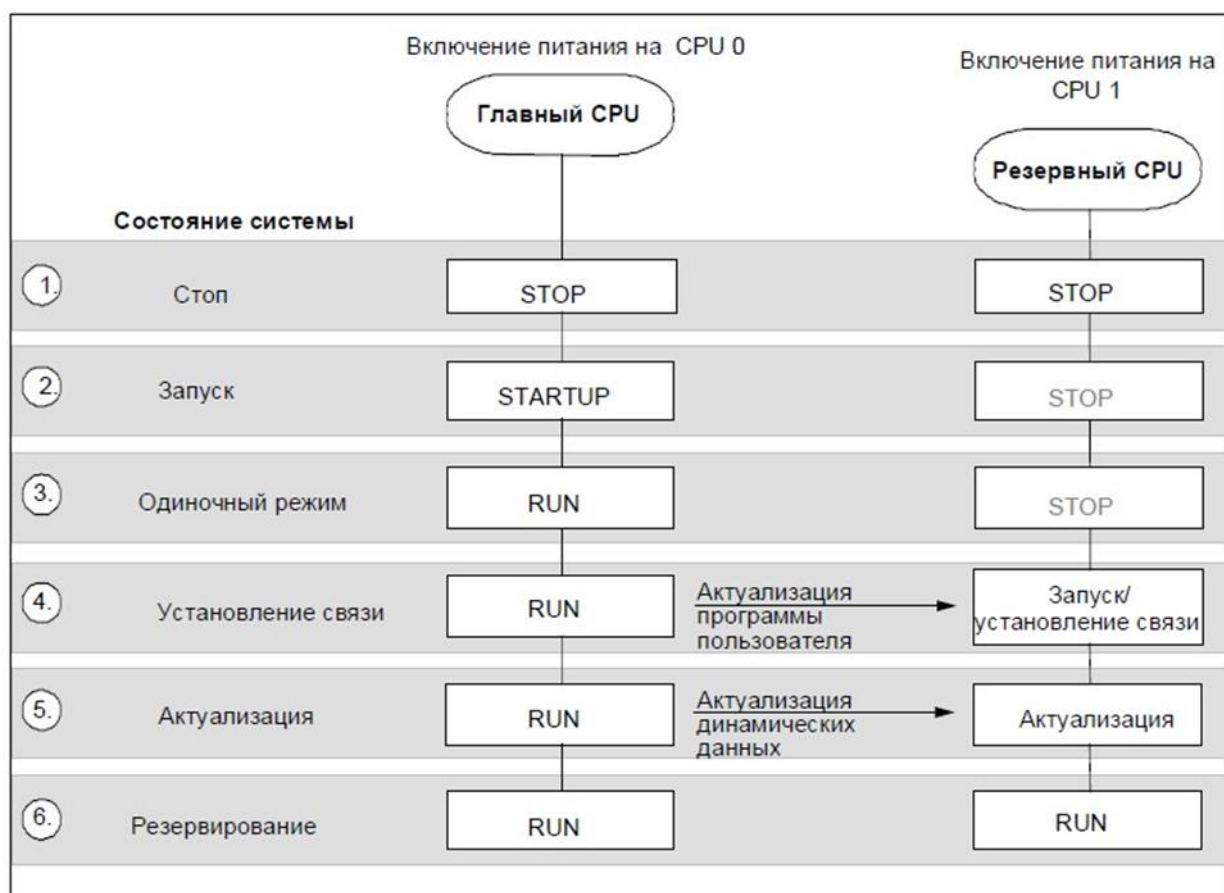 Включение питания на CPU 0
Включение питания на
CPU 1
Главный CPU
Резервный CPU
Состояние системы
1.
Стоп
STOP
STOP
2.
Запуск
STARTUP
STOP
3.
Одиночный режим
RUN
STOP
4.
Установление связи
RUN
Актуализация
программы
пользователя
Запуск/
установление связи
5.
Актуализация
RUN
Актуализация
динамических
данных
Актуализация
6.
Резервирование
RUN
RUN